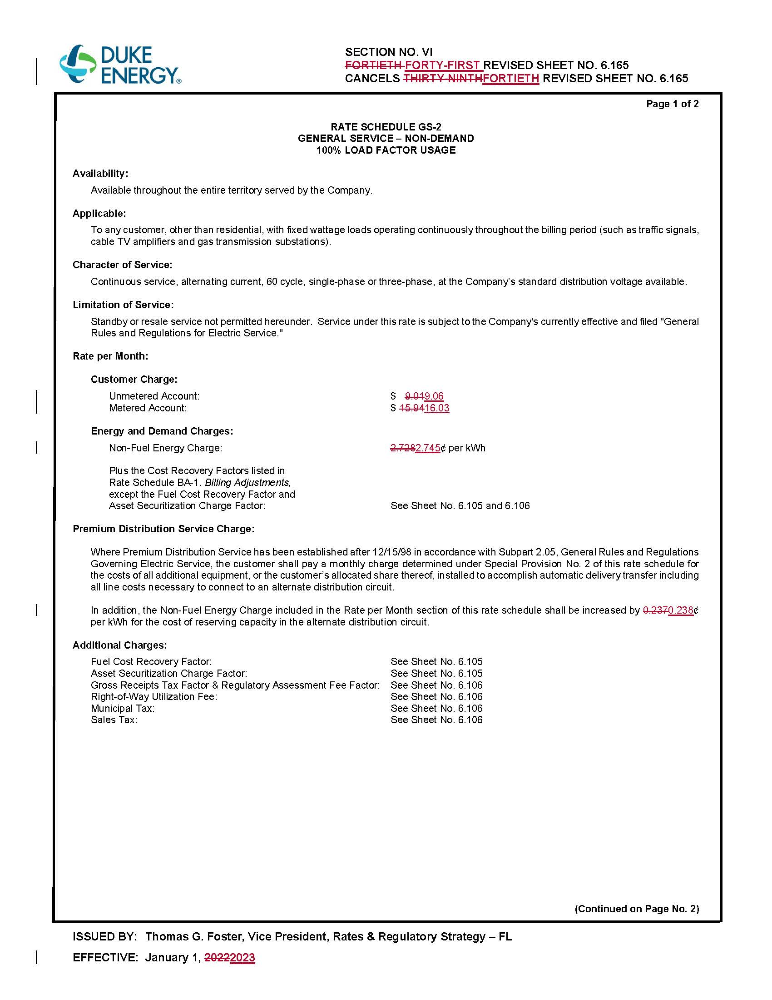 DUKE
ENERGY®
SECTION NO. VI
FORTIETH FORTY-FIRST REVISED SHEET NO. 6.165
CANCELS THIRTY-NINTHFORTIETH REVISED SHEET NO. 6.165
Page 1 of 2
RATE SCHEDULE GS-2
GENERAL SERVICE – NON-DEMAND
100% LOAD FACTOR USAGE
Availability:
Available throughout the entire territory served by the Company.
Applicable:
To any customer, other than residential, with fixed wattage loads operating continuously throughout the billing period (such as traffic signals,
cable TV amplifiers and gas transmission substations).
Character of Service:
Continuous service, alternating current, 60 cycle, single-phase or three-phase, at the Company’s standard distribution voltage available.
Limitation of Service:
Standby or resale service not permitted hereunder. Service under this rate is subject to the Company's currently effective and filed "General
Rules and Regulations for Electric Service."
Rate per Month:
Customer Charge:
Unmetered Account: $ 9.019.06
Metered Account: $ 15.9416.03
Energy and Demand Charges:
Non-Fuel Energy Charge: 2.7282.745¢ per kWh
Plus the Cost Recovery Factors listed in
Rate Schedule BA-1, Billing Adjustments,
except the Fuel Cost Recovery Factor and
Asset Securitization Charge Factor: See Sheet No. 6.105 and 6.106
Premium Distribution Service Charge:
Where Premium Distribution Service has been established after 12/15/98 in accordance with Subpart 2.05, General Rules and Regulations
Governing Electric Service, the customer shall pay a monthly charge determined under Special Provision No. 2 of this rate schedule for
the costs of all additional equipment, or the customer’s allocated share thereof, installed to accomplish automatic delivery transfer including
all line costs necessary to connect to an alternate distribution circuit.
In addition, the Non-Fuel Energy Charge included in the Rate per Month section of this rate schedule shall be increased by 0.2370.238¢
per kWh for the cost of reserving capacity in the alternate distribution circuit.
Additional Charges:
Fuel Cost Recovery Factor: See Sheet No. 6.105
Asset Securitization Charge Factor: See Sheet No. 6.105
Gross Receipts Tax Factor & Regulatory Assessment Fee Factor: See Sheet No. 6.106
Right-of-Way Utilization Fee: See Sheet No. 6.106
Municipal Tax: See Sheet No. 6.106
Sales Tax: See Sheet No. 6.106
(Continued on Page No. 2)
ISSUED BY: Thomas G. Foster, Vice President, Rates & Regulatory Strategy – FL
EFFECTIVE: January 1, 20222023